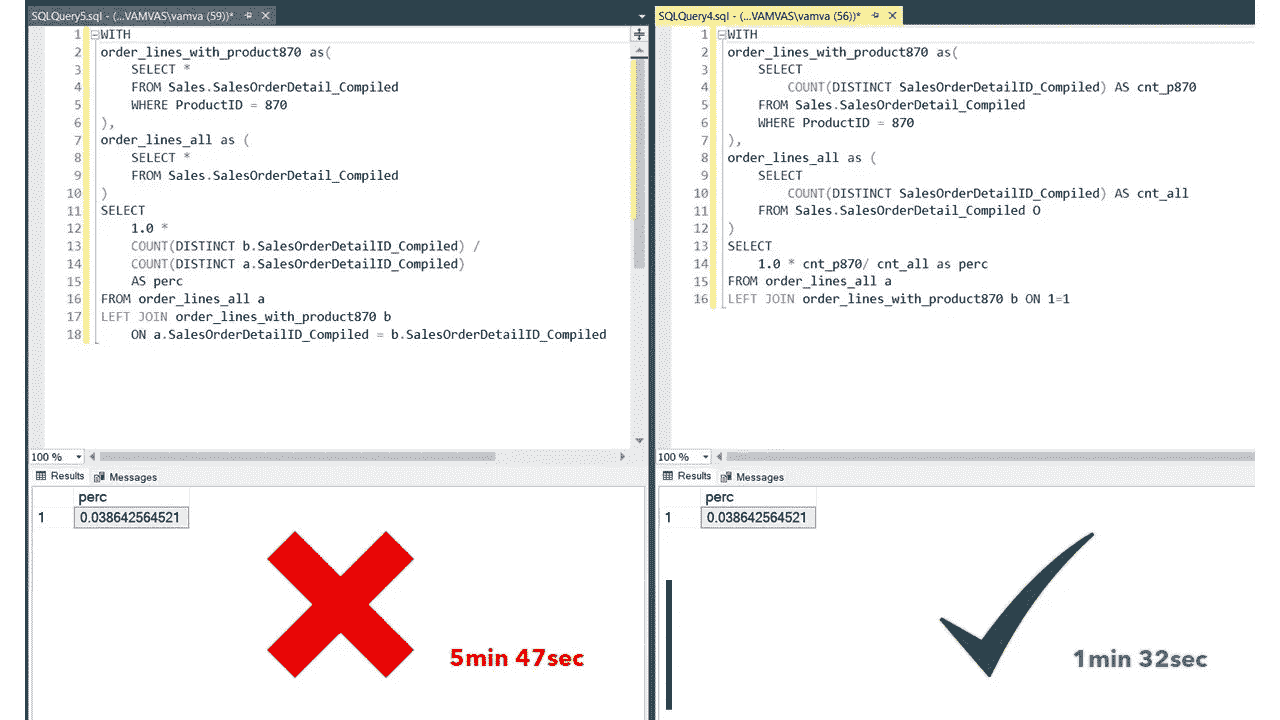 SQLQuery5.sql - (...VAMVAS\vamva (59))*
1 WITH
2 order_lines_with_product870 as(
3 SELECT *
4 FROM Sales.SalesOrderDetail_Compiled
5 WHERE ProductID = 870
6 ),
7 order_lines_all as (
8 SELECT *
9 FROM Sales.SalesOrderDetail_Compiled
10 )
11 SELECT
12 1.0 *
13 COUNT(DISTINCT b.SalesOrderDetailID_Compiled) /
14 COUNT(DISTINCT a.SalesOrderDetailID_Compiled)
15 AS perc
16 FROM order_lines_all a
17 LEFT JOIN order_lines_with_product870 b
18 ON a.SalesOrderDetailID_Compiled = b.SalesOrderDetailID_Compiled
100 %
Results Messages
perc
1 0.038642564521
5min 47sec
SQLQuery4.sql - (...VAMVAS\vamva (56))*
1 WITH
2 order_lines_with_product870 as(
3 SELECT
4 COUNT(DISTINCT SalesOrderDetailID_Compiled) AS cnt_p870
5 FROM Sales.SalesOrderDetail_Compiled
6 WHERE ProductID = 870
7 ),
8 order_lines_all as (
9 SELECT
10 COUNT(DISTINCT SalesOrderDetailID_Compiled) AS cnt_all
11 FROM Sales.SalesOrderDetail_Compiled O
12 )
13 SELECT
14 1.0 * cnt_p870/ cnt_all as perc
15 FROM order_lines_all a
16 LEFT JOIN order_lines_with_product870 b ON 1=1
100 %
Results Messages
perc
1 0.038642564521
1min 32sec